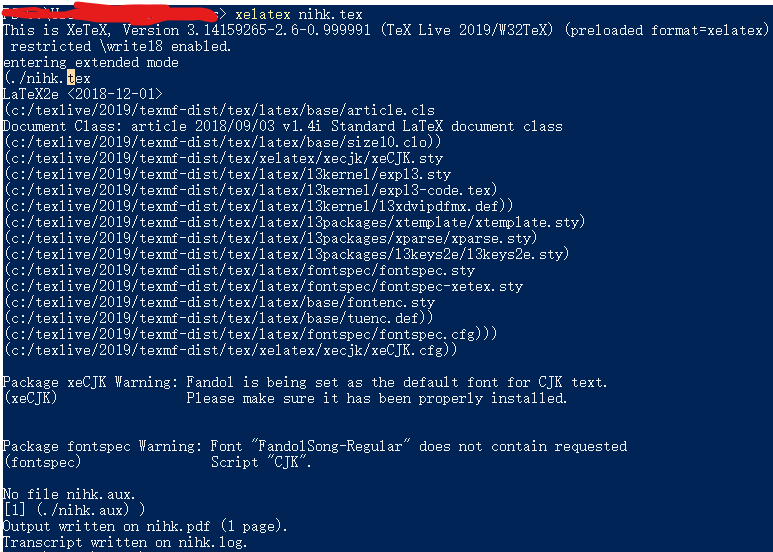 > xelatex nihk.tex
This is XeTeX, Version 3.14159265-2.6-0.999991 (TeX Live 2019/W32TeX) (preloaded format=xelatex)
restricted \write18 enabled.
entering extended mode
(./nihk.tex
LaTeX2e <2018-12-01>
(c:/texlive/2019/texmf-dist/tex/latex/base/article.cls
Document Class: article 2018/09/03 v1.4i Standard LaTeX document class
(c:/texlive/2019/texmf-dist/tex/latex/base/size10.clo))
(c:/texlive/2019/texmf-dist/tex/xelatex/xecjk/xeCJK.sty
(c:/texlive/2019/texmf-dist/tex/latex/l3kernel/expl3.sty
(c:/texlive/2019/texmf-dist/tex/latex/l3kernel/expl3-code.tex)
(c:/texlive/2019/texmf-dist/tex/latex/l3kernel/l3xdvipdfmx.def))
(c:/texlive/2019/texmf-dist/tex/latex/l3packages/xtemplate/xtemplate.sty)
(c:/texlive/2019/texmf-dist/tex/latex/l3packages/xparse/xparse.sty)
(c:/texlive/2019/texmf-dist/tex/latex/l3packages/l3keys2e/l3keys2e.sty)
(c:/texlive/2019/texmf-dist/tex/latex/fontspec/fontspec.sty
(c:/texlive/2019/texmf-dist/tex/latex/fontspec/fontspec-xetex.sty
(c:/texlive/2019/texmf-dist/tex/latex/base/fontenc.sty
(c:/texlive/2019/texmf-dist/tex/latex/base/tuenc.def))
(c:/texlive/2019/texmf-dist/tex/latex/fontspec/fontspec.cfg)))
(c:/texlive/2019/texmf-dist/tex/xelatex/xecjk/xeCJK.cfg))
Package xeCJK Warning: Fandol is being set as the default font for CJK text.
(xeCJK) Please make sure it has been properly installed.
Package fontspec Warning: Font "FandolSong-Regular" does not contain requested
(fontspec) Script "CJK".
No file nihk.aux.
[1] (./nihk.aux) )
Output written on nihk.pdf (1 page).
Transcript written on nihk.log.